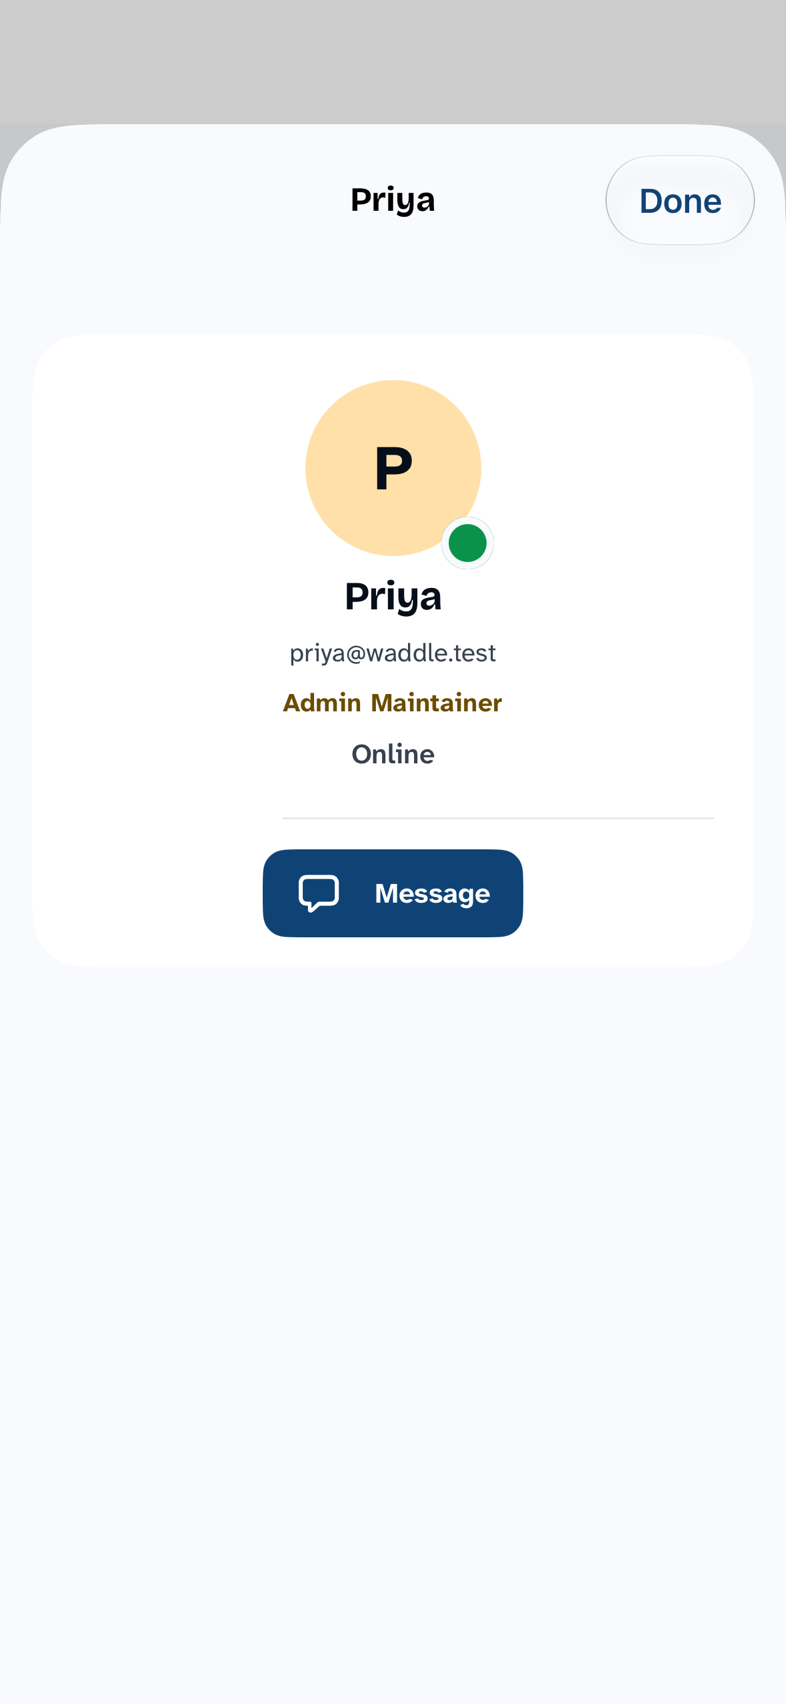 Priya
Done
P
Priya
priya@waddle.test
Admin Maintainer
Online
Message